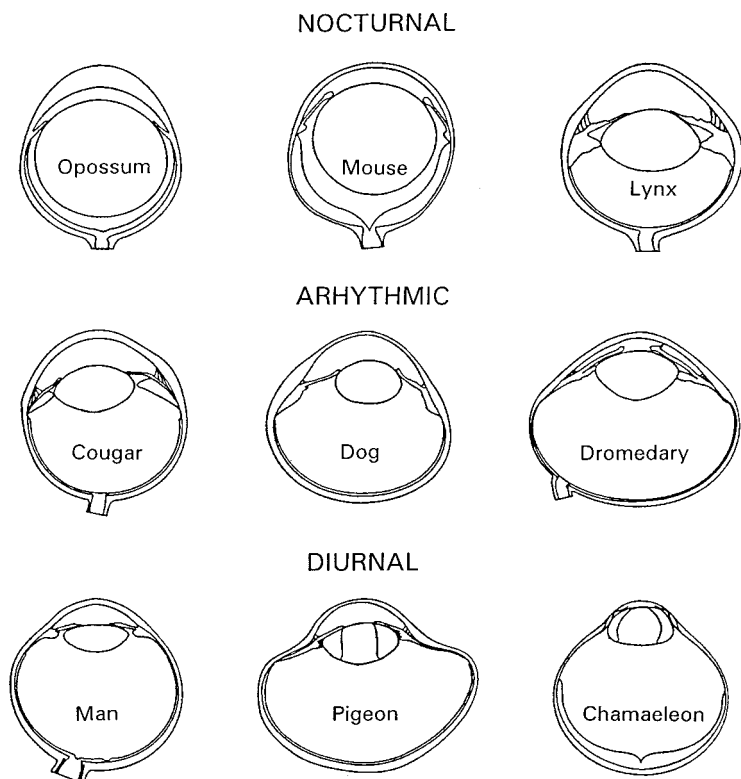 NOCTURNAL
Opossum
Mouse
Lynx
ARHYTHMIC
Cougar
Dog
Dromedary
DIURNAL
Man
Pigeon
Chamaeleon